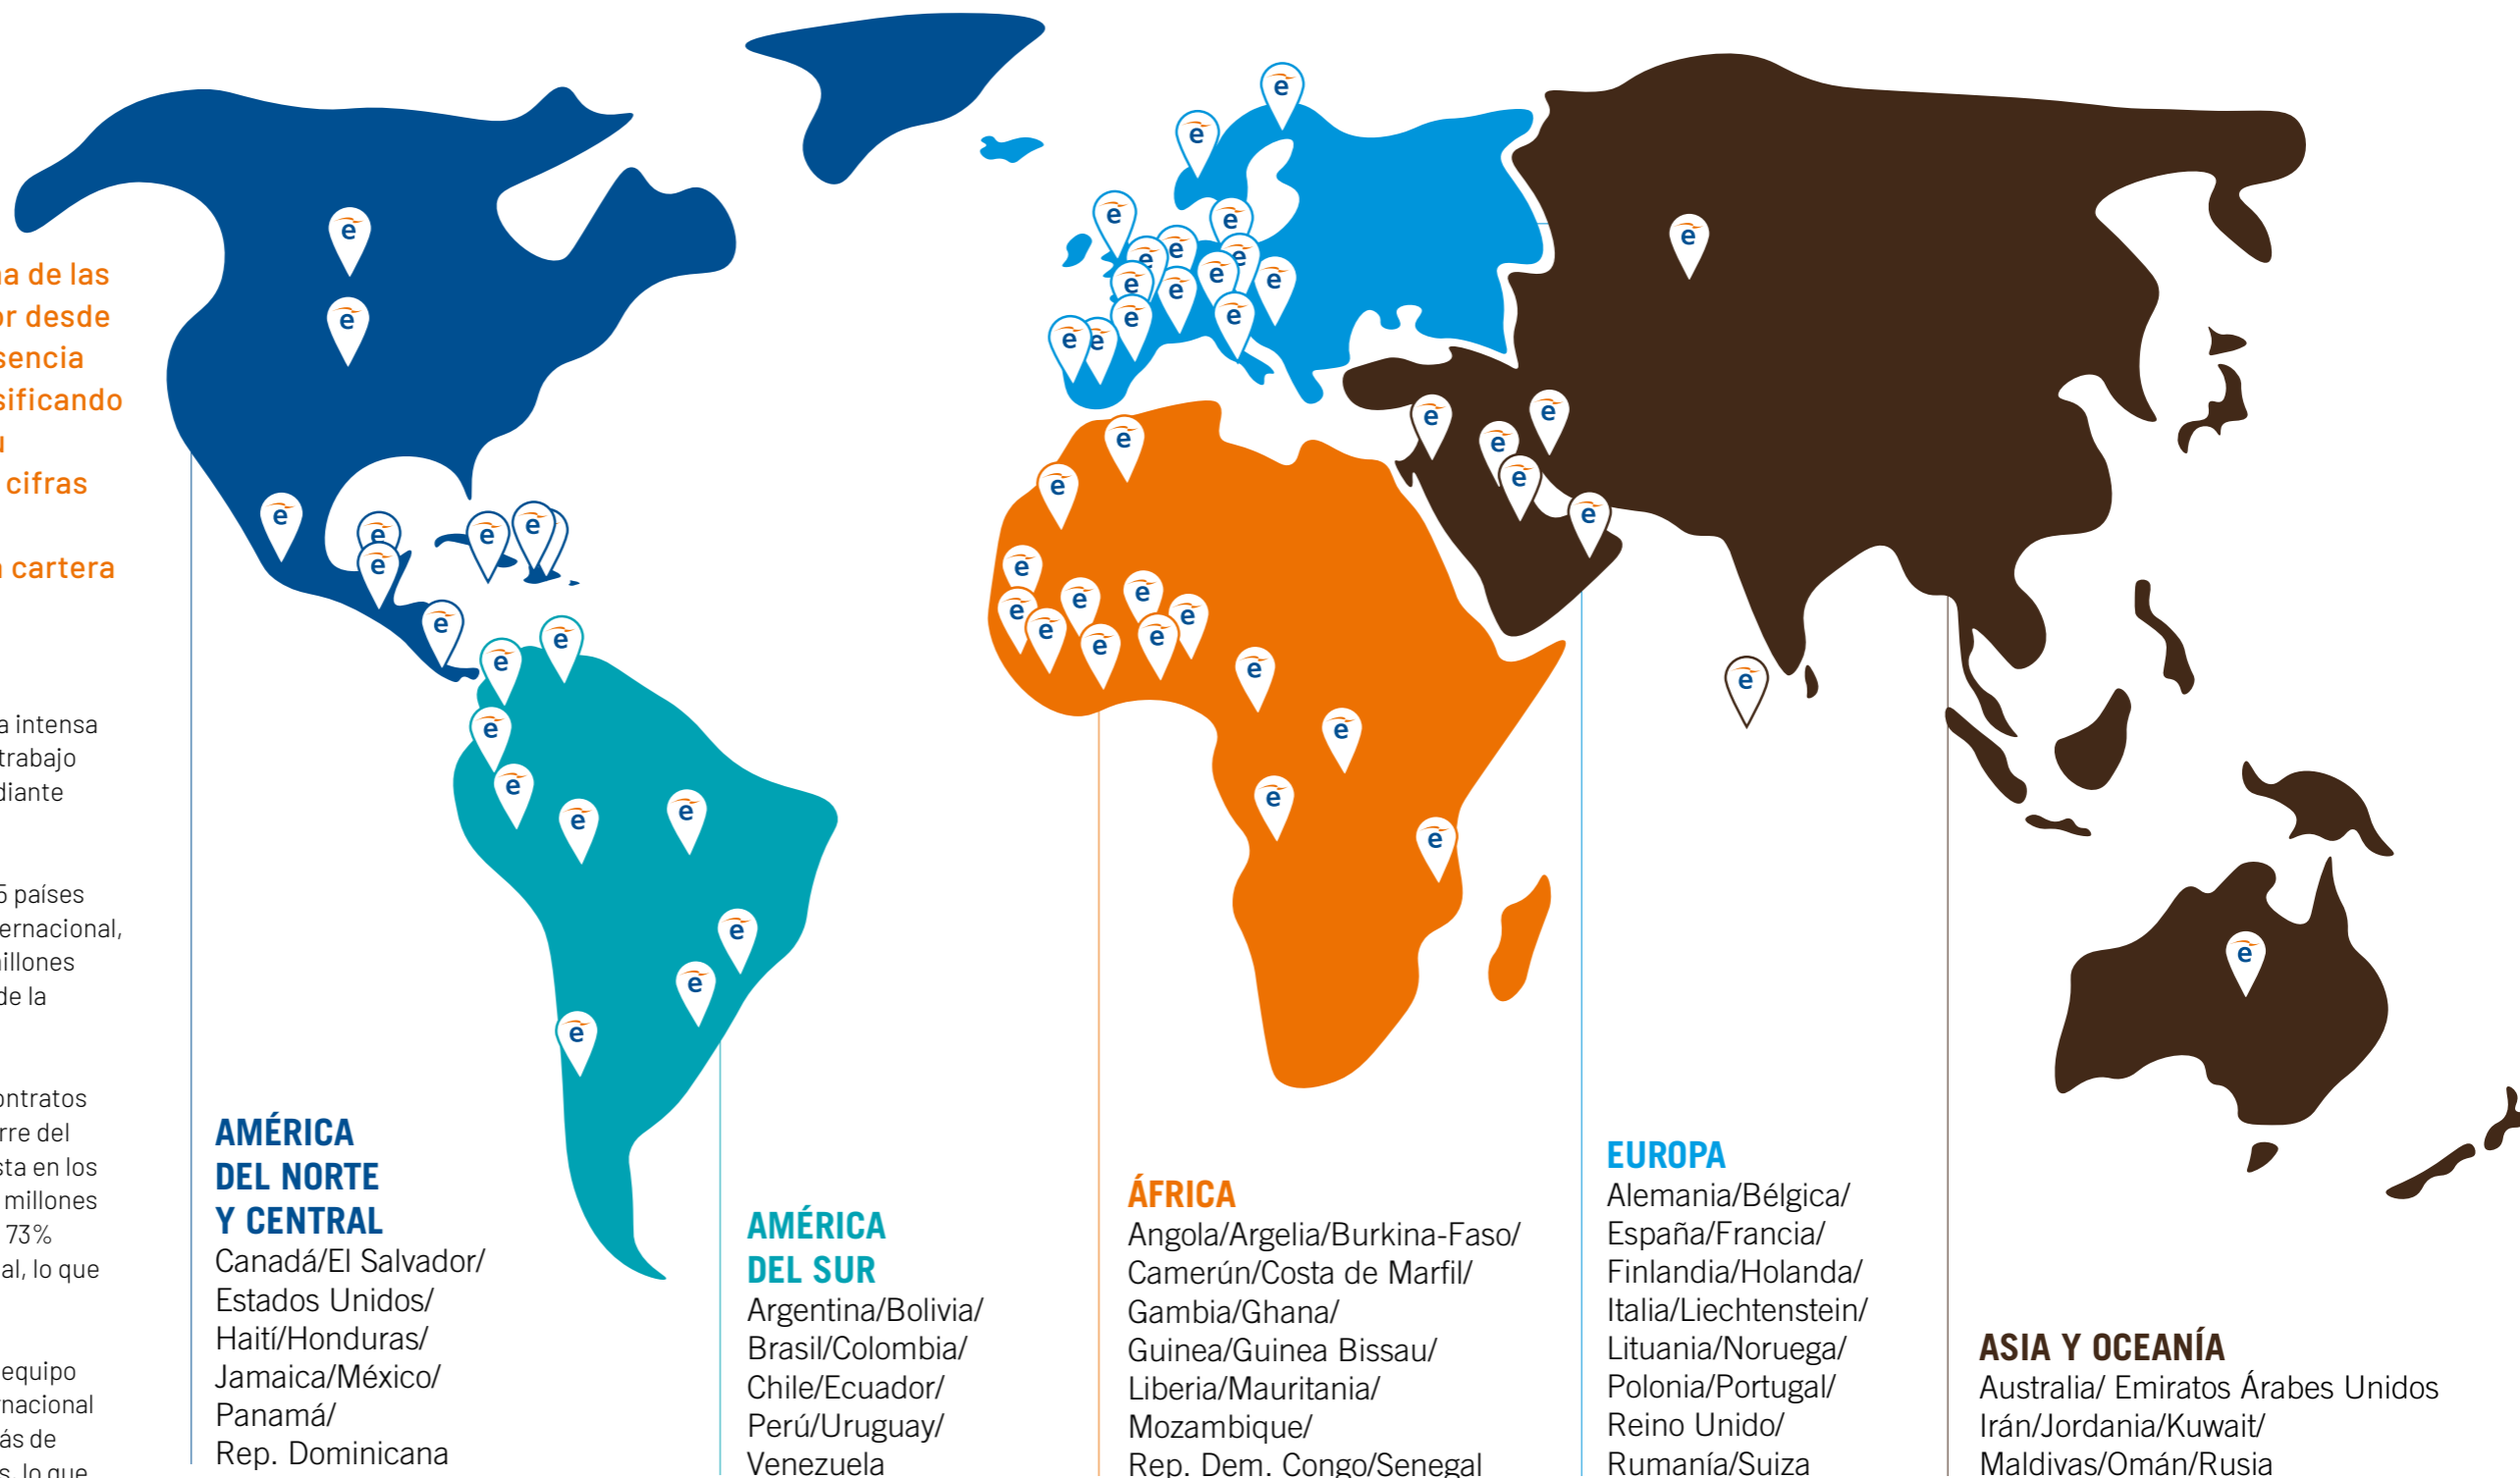 a de las
or desde
sencia
sificando
cifras
cartera
a intensa
trabajo
diante
5 países
ernacional,
illones
de la
ontratos
rre del
sta en los
millones
73%
al, lo que
equipo
rnacional
ás de
s, lo que
AMÉRICA
DEL NORTE
Y CENTRAL
Canadá/El Salvador/
Estados Unidos/
Haití/Honduras/
Jamaica/México/
Panamá/
Rep. Dominicana
AMÉRICA
DEL SUR
Argentina/Bolivia/
Brasil/Colombia/
Chile/Ecuador/
Perú/Uruguay/
Venezuela
ÁFRICA
Angola/Argelia/Burkina-Faso/
Camerún/Costa de Marfil/
Gambia/Ghana/
Guinea/Guinea Bissau/
Liberia/Mauritania/
Mozambique/
Rep. Dem. Congo/Senegal
EUROPA
Alemania/Bélgica/
España/Francia/
Finlandia/Holanda/
Italia/Liechtenstein/
Lituania/Noruega/
Polonia/Portugal/
Reino Unido/
Rumanía/Suiza
ASIA Y OCEANÍA
Australia/ Emiratos Árabes Unidos
Irán/Jordania/Kuwait/
Maldivas/Omán/Rusia